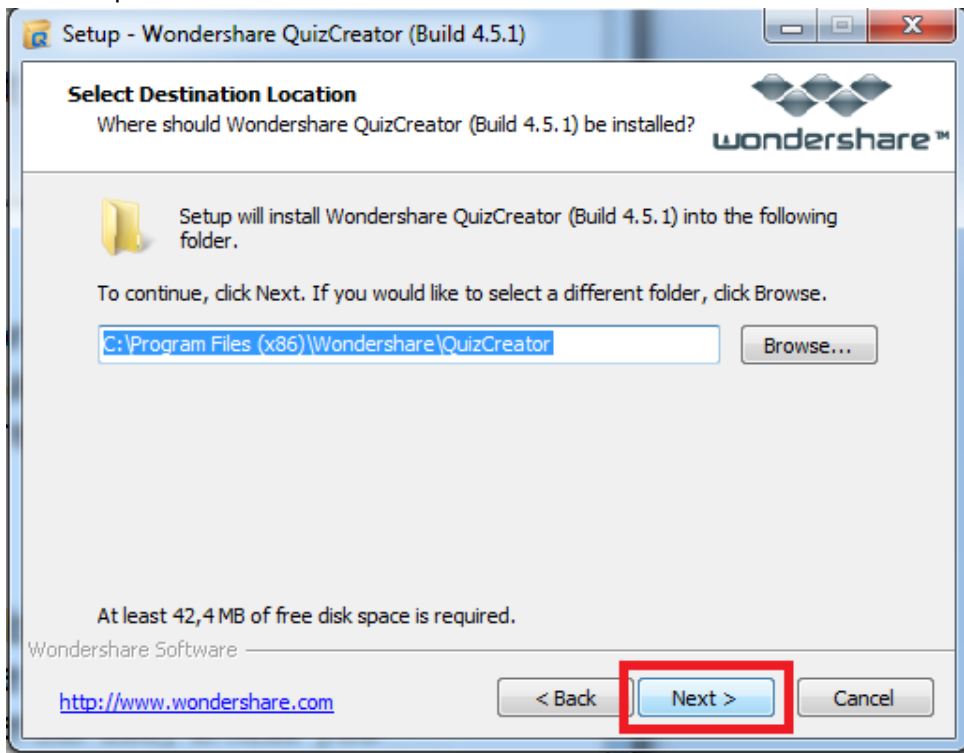 Setup - Wondershare QuizCreator (Build 4.5.1)
Select Destination Location
Where should Wondershare QuizCreator (Build 4.5.1) be installed?
wondershare™
Setup will install Wondershare QuizCreator (Build 4.5.1) into the following
folder.
To continue, click Next. If you would like to select a different folder, click Browse.
C:\Program Files (x86)\Wondershare\QuizCreator
Browse...
At least 42,4 MB of free disk space is required.
Wondershare Software
http://www.wondershare.com
< Back
Next >
Cancel